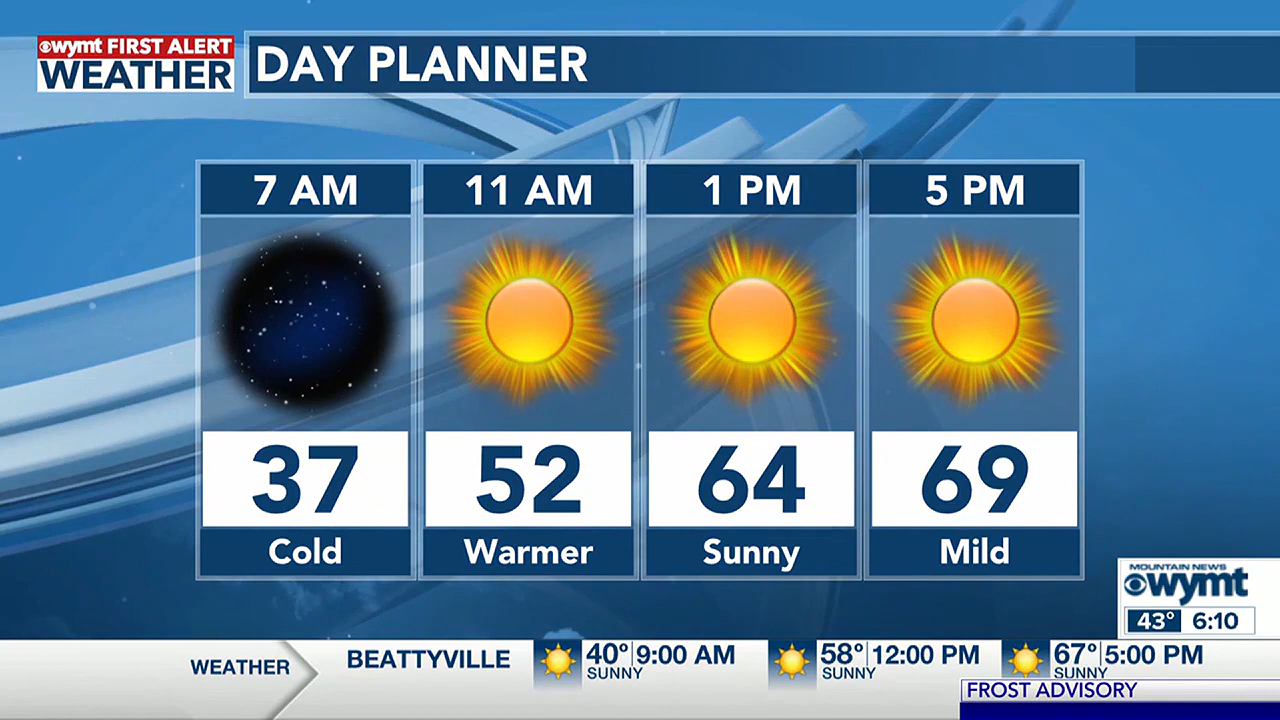 wymt FIRST ALERT
WEATHER
DAY PLANNER
7 AM
11 AM
1 PM
5 PM
37
52
64
69
Cold
Warmer
Sunny
Mild
MOUNTAIN NEWS
wymt
43° 6:10
WEATHER
BEATTYVILLE
40° 9:00 AM
SUNNY
58° 12:00 PM
SUNNY
67° 5:00 PM
SUNNY
FROST ADVISORY